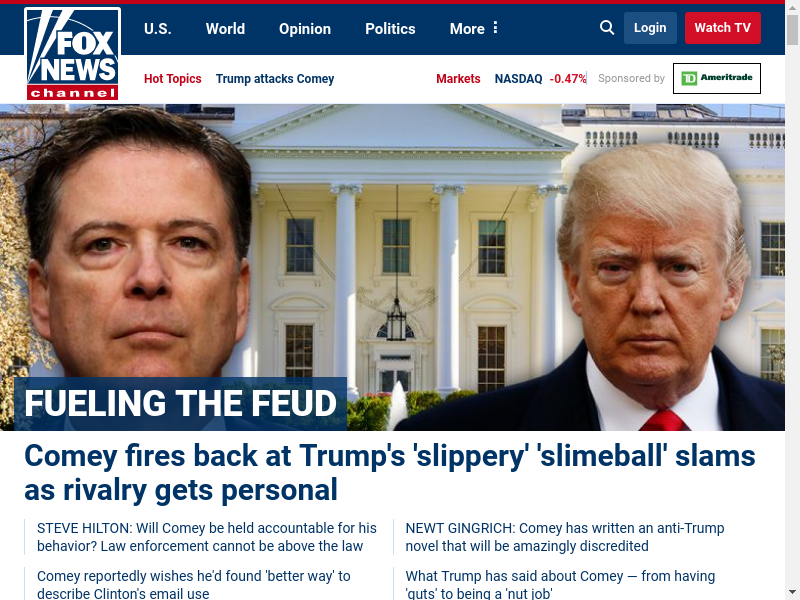 FOX
NEWS
channel
U.S. World Opinion Politics More Login Watch TV
Hot Topics Trump attacks Comey Markets NASDAQ -0.47% Sponsored by TD Ameritrade
FUELING THE FEUD
Comey fires back at Trump's 'slippery' 'slimeball' slams
as rivalry gets personal
STEVE HILTON: Will Comey be held accountable for his
behavior? Law enforcement cannot be above the law
NEWT GINGRICH: Comey has written an anti-Trump
novel that will be amazingly discredited
Comey reportedly wishes he'd found 'better way' to
describe Clinton's email use
What Trump has said about Comey — from having
'guts' to being a 'nut job'